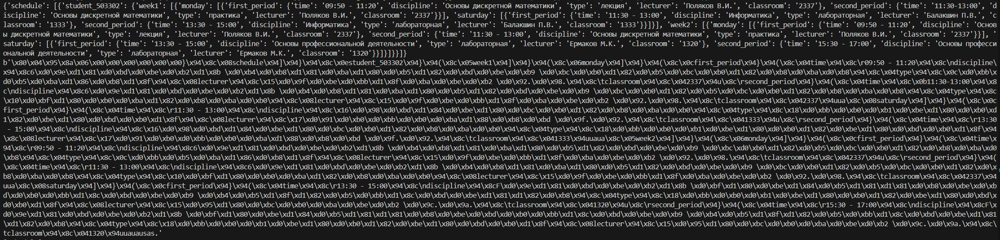 {'schedule': [{'student_503302': {'week1': [{'monday': [{'first_period': {'time': '09:50 - 11:20', 'discipline': 'Основы дискретной математики', 'type': 'лекция', 'lecturer': 'Поляков В.И.', 'classroom': '2337'}, 'second_period': {'time': '11:30-13:00', 'd
iscipline': 'Основы дискретной математики', 'type': 'практика', 'lecturer': 'Поляков В.И.', 'classroom': '2337'}}], 'saturday': [{'first_period': {'time': '11:30 - 13:00', 'discipline': 'Информатика', 'type': 'лабораторная', 'lecturer': 'Балакшин П.В.', 'c
lassroom': '1333'}, 'second_period': {'time': '13:30 - 15:00', 'discipline': 'Информатика', 'type': 'лабораторная', 'lecturer': 'Балакшин П.В.', 'classroom': '1333'}}]}], 'week2': [{'monday': [{'first_period': {'time': '09:50 - 11:20', 'discipline': 'Основ
ы дискретной математики', 'type': 'лекция', 'lecturer': 'Поляков В.И.', 'classroom': '2337'}, 'second_period': {'time': '11:30 - 13:00', 'discipline': 'Основы дискретной математики', 'type': 'практика', 'lecturer': 'Поляков В.И.', 'classroom': '2337'}}], '
saturday': [{'first_period': {'time': '13:30 - 15:00', 'discipline': 'Основы профессиональной деятельности', 'type': 'лабораторная', 'lecturer': 'Ермаков М.К.', 'classroom': '1320'}, 'second_period': {'time': '15:30 - 17:00', 'discipline': 'Основы професси
ональной деятельности', 'type': 'лабораторная', 'lecturer': 'Ермаков М.К.', 'classroom': '1320'}}]}]}}]}
b'\x80\x04\x95\x8a\x06\x00\x00\x00\x00\x00\x00}\x94\x8c\x08schedule\x94]\x94}\x94\x8c\x0estudent_503302\x94}\x94(\x8c\x05week1\x94]\x94}\x94(\x8c\x06monday\x94]\x94}\x94(\x8c\x0cfirst_period\x94}\x94(\x8c\x04time\x94\x8c\r09:50 - 11:20\x94\x8c\ndiscipline\
x94\x8c6\xd0\x9e\xd1\x81\xd0\xbd\xd0\xbe\xd0\xb2\xd1\x8b \xd0\xb4\xd0\xb8\xd1\x81\xd0\xba\xd1\x80\xd0\xb5\xd1\x82\xd0\xbd\xd0\xbe\xd0\xb9 \xd0\xbc\xd0\xb0\xd1\x82\xd0\xb5\xd0\xbc\xd0\xb0\xd1\x82\xd0\xb8\xd0\xba\xd0\xb8\x94\x8c\x04type\x94\x8c\x0c\xd0\xbb\x
d0\xb5\xd0\xba\xd1\x86\xd0\xb8\xd1\x8f\x94\x8c\x08lecturer\x94\x8c\x15\xd0\x9f\xd0\xbe\xd0\xbb\xd1\x8f\xd0\xba\xd0\xbe\xd0\xb2 \xd0\x92.\xd0\x98.\x94\x8c\tclassroom\x94\x8c\x042337\x94u\x8c\rsecond_period\x94}\x94(\x8c\x04time\x94\x8c\x0b11:30-13:00\x94\x8
c\ndiscipline\x94\x8c6\xd0\x9e\xd1\x81\xd0\xbd\xd0\xbe\xd0\xb2\xd1\x8b \xd0\xb4\xd0\xb8\xd1\x81\xd0\xba\xd1\x80\xd0\xb5\xd1\x82\xd0\xbd\xd0\xbe\xd0\xb9 \xd0\xbc\xd0\xb0\xd1\x82\xd0\xb5\xd0\xbc\xd0\xb0\xd1\x82\xd0\xb8\xd0\xba\xd0\xb8\x94\x8c\x04type\x94\x8c
\x10\xd0\xbf\xd1\x80\xd0\xb0\xd0\xba\xd1\x82\xd0\xb8\xd0\xba\xd0\xb0\x94\x8c\x08lecturer\x94\x8c\x15\xd0\x9f\xd0\xbe\xd0\xbb\xd1\x8f\xd0\xba\xd0\xbe\xd0\xb2 \xd0\x92.\xd0\x98.\x94\x8c\tclassroom\x94\x8c\x042337\x94uua\x8c\x08saturday\x94]\x94}\x94(\x8c\x0c
first_period\x94}\x94(\x8c\x04time\x94\x8c\r11:30 - 13:00\x94\x8c\ndiscipline\x94\x8c\x16\xd0\x98\xd0\xbd\xd1\x84\xd0\xbe\xd1\x80\xd0\xbc\xd0\xb0\xd1\x82\xd0\xb8\xd0\xba\xd0\xb0\x94\x8c\x04type\x94\x8c\x18\xd0\xbb\xd0\xb0\xd0\xb1\xd0\xbe\xd1\x80\xd0\xb0\xd
1\x82\xd0\xbe\xd1\x80\xd0\xbd\xd0\xb0\xd1\x8f\x94\x8c\x08lecturer\x94\x8c\x17\xd0\x91\xd0\xb0\xd0\xbb\xd0\xb0\xd0\xba\xd1\x88\xd0\xb8\xd0\xbd \xd0\x9f.\xd0\x92.\x94\x8c\tclassroom\x94\x8c\x041333\x94u\x8c\rsecond_period\x94}\x94(\x8c\x04time\x94\x8c\r13:30
 - 15:00\x94\x8c\ndiscipline\x94\x8c\x16\xd0\x98\xd0\xbd\xd1\x84\xd0\xbe\xd1\x80\xd0\xbc\xd0\xb0\xd1\x82\xd0\xb8\xd0\xba\xd0\xb0\x94\x8c\x04type\x94\x8c\x18\xd0\xbb\xd0\xb0\xd0\xb1\xd0\xbe\xd1\x80\xd0\xb0\xd1\x82\xd0\xbe\xd1\x80\xd0\xbd\xd0\xb0\xd1\x8f\x94
\x8c\x08lecturer\x94\x8c\x17\xd0\x91\xd0\xb0\xd0\xbb\xd0\xb0\xd0\xba\xd1\x88\xd0\xb8\xd0\xbd \xd0\x9f.\xd0\x92.\x94\x8c\tclassroom\x94\x8c\x041333\x94uuaua\x8c\x05week2\x94]\x94}\x94(\x8c\x06monday\x94]\x94}\x94(\x8c\x0cfirst_period\x94}\x94(\x8c\x04time\x
94\x8c\r09:50 - 11:20\x94\x8c\ndiscipline\x94\x8c6\xd0\x9e\xd1\x81\xd0\xbd\xd0\xbe\xd0\xb2\xd1\x8b \xd0\xb4\xd0\xb8\xd1\x81\xd0\xba\xd1\x80\xd0\xb5\xd1\x82\xd0\xbd\xd0\xbe\xd0\xb9 \xd0\xbc\xd0\xb0\xd1\x82\xd0\xb5\xd0\xbc\xd0\xb0\xd1\x82\xd0\xb8\xd0\xba\xd0
\xb8\x94\x8c\x04type\x94\x8c\x0c\xd0\xbb\xd0\xb5\xd0\xba\xd1\x86\xd0\xb8\xd1\x8f\x94\x8c\x08lecturer\x94\x8c\x15\xd0\x9f\xd0\xbe\xd0\xbb\xd1\x8f\xd0\xba\xd0\xbe\xd0\xb2 \xd0\x92.\xd0\x98.\x94\x8c\tclassroom\x94\x8c\x042337\x94u\x8c\rsecond_period\x94}\x94(
\x8c\x04time\x94\x8c\r11:30 - 13:00\x94\x8c\ndiscipline\x94\x8c6\xd0\x9e\xd1\x81\xd0\xbd\xd0\xbe\xd0\xb2\xd1\x8b \xd0\xb4\xd0\xb8\xd1\x81\xd0\xba\xd1\x80\xd0\xb5\xd1\x82\xd0\xbd\xd0\xbe\xd0\xb9 \xd0\xbc\xd0\xb0\xd1\x82\xd0\xb5\xd0\xbc\xd0\xb0\xd1\x82\xd0\x
b8\xd0\xba\xd0\xb8\x94\x8c\x04type\x94\x8c\x10\xd0\xbf\xd1\x80\xd0\xb0\xd0\xba\xd1\x82\xd0\xb8\xd0\xba\xd0\xb0\x94\x8c\x08lecturer\x94\x8c\x15\xd0\x9f\xd0\xbe\xd0\xbb\xd1\x8f\xd0\xba\xd0\xbe\xd0\xb2 \xd0\x92.\xd0\x98.\x94\x8c\tclassroom\x94\x8c\x042337\x94
uua\x8c\x08saturday\x94]\x94}\x94(\x8c\x0cfirst_period\x94}\x94(\x8c\x04time\x94\x8c\r13:30 - 15:00\x94\x8c\ndiscipline\x94\x8cF\xd0\x9e\xd1\x81\xd0\xbd\xd0\xbe\xd0\xb2\xd1\x8b \xd0\xbf\xd1\x80\xd0\xbe\xd1\x84\xd0\xb5\xd1\x81\xd1\x81\xd0\xb8\xd0\xbe\xd0\xb
d\xd0\xb0\xd0\xbb\xd1\x8c\xd0\xbd\xd0\xbe\xd0\xb9 \xd0\xb4\xd0\xb5\xd1\x8f\xd1\x82\xd0\xb5\xd0\xbb\xd1\x8c\xd0\xbd\xd0\xbe\xd1\x81\xd1\x82\xd0\xb8\x94\x8c\x04type\x94\x8c\x18\xd0\xbb\xd0\xb0\xd0\xb1\xd0\xbe\xd1\x80\xd0\xb0\xd1\x82\xd0\xbe\xd1\x80\xd0\xbd\x
d0\xb0\xd1\x8f\x94\x8c\x08lecturer\x94\x8c\x15\xd0\x95\xd1\x80\xd0\xbc\xd0\xb0\xd0\xba\xd0\xbe\xd0\xb2 \xd0\x9c.\xd0\x9a.\x94\x8c\tclassroom\x94\x8c\x041320\x94u\x8c\rsecond_period\x94}\x94(\x8c\x04time\x94\x8c\r15:30 - 17:00\x94\x8c\ndiscipline\x94\x8cF\x
d0\x9e\xd1\x81\xd0\xbd\xd0\xbe\xd0\xb2\xd1\x8b \xd0\xbf\xd1\x80\xd0\xbe\xd1\x84\xd0\xb5\xd1\x81\xd1\x81\xd0\xb8\xd0\xbe\xd0\xbd\xd0\xb0\xd0\xbb\xd1\x8c\xd0\xbd\xd0\xbe\xd0\xb9 \xd0\xb4\xd0\xb5\xd1\x8f\xd1\x82\xd0\xb5\xd0\xbb\xd1\x8c\xd0\xbd\xd0\xbe\xd1\x81
\xd1\x82\xd0\xb8\x94\x8c\x04type\x94\x8c\x18\xd0\xbb\xd0\xb0\xd0\xb1\xd0\xbe\xd1\x80\xd0\xb0\xd1\x82\xd0\xbe\xd1\x80\xd0\xbd\xd0\xb0\xd1\x8f\x94\x8c\x08lecturer\x94\x8c\x15\xd0\x95\xd1\x80\xd0\xbc\xd0\xb0\xd0\xba\xd0\xbe\xd0\xb2 \xd0\x9c.\xd0\x9a.\x94\x8c\
tclassroom\x94\x8c\x041320\x94uuauausas.'